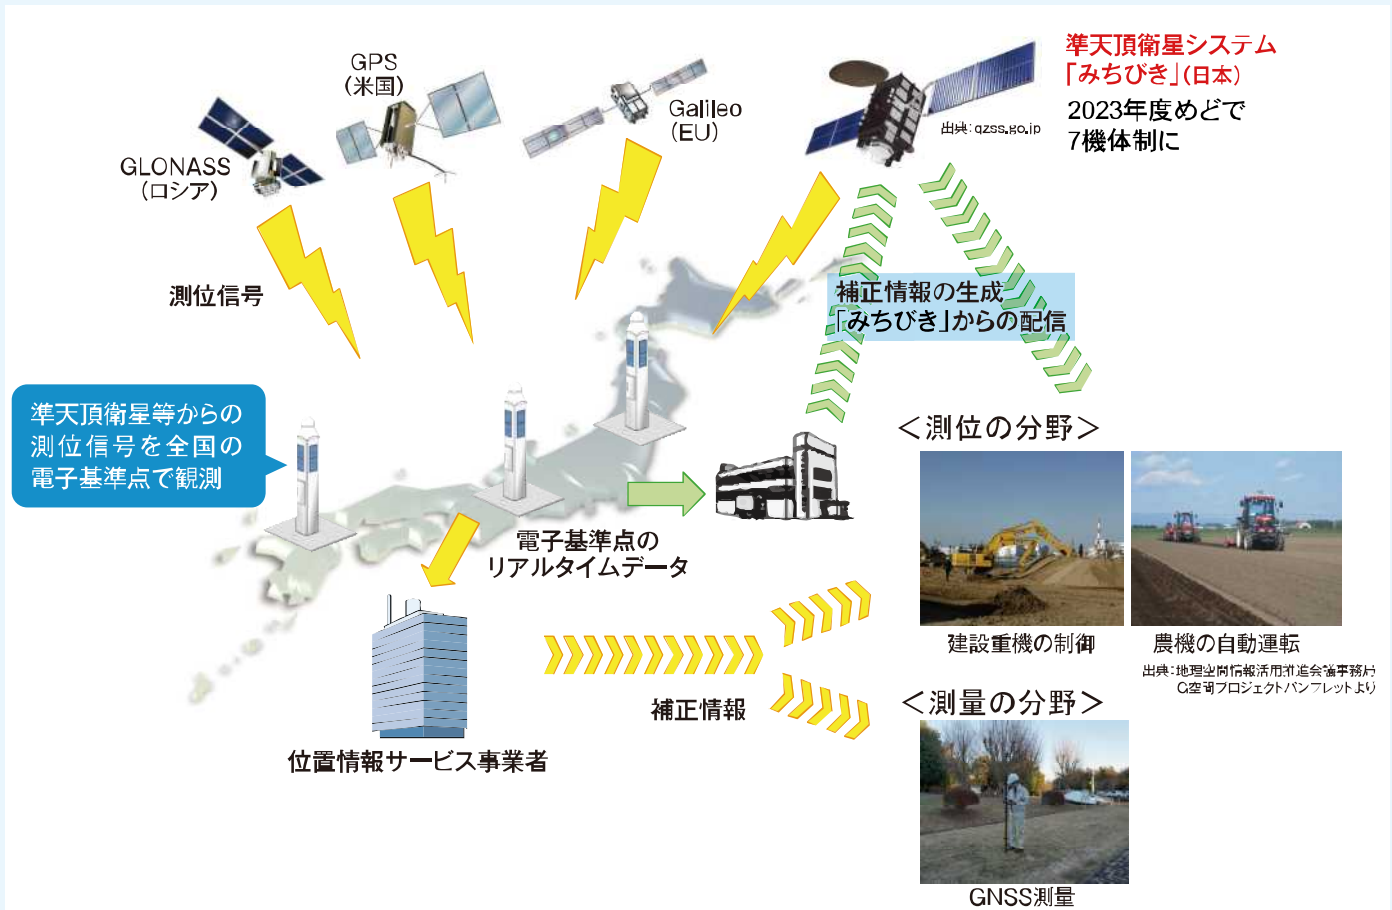 GPS
（米国）
GLONASS
（ロシア）
Galileo
（EU）
準天頂衛星システム
「みちびき」（日本）
2023年度めどで
7機体制に
出典：qzss.go.jp
測位信号
補正情報の生成
「みちびき」からの配信
準天頂衛星等からの
測位信号を全国の
電子基準点で観測
＜測位の分野＞
電子基準点の
リアルタイムデータ
建設重機の制御
農機の自動運転
出典：地理空間情報活用推進会議事務局
G空間プロジェクトパンフレットより
補正情報
位置情報サービス事業者
＜測量の分野＞
GNSS測量